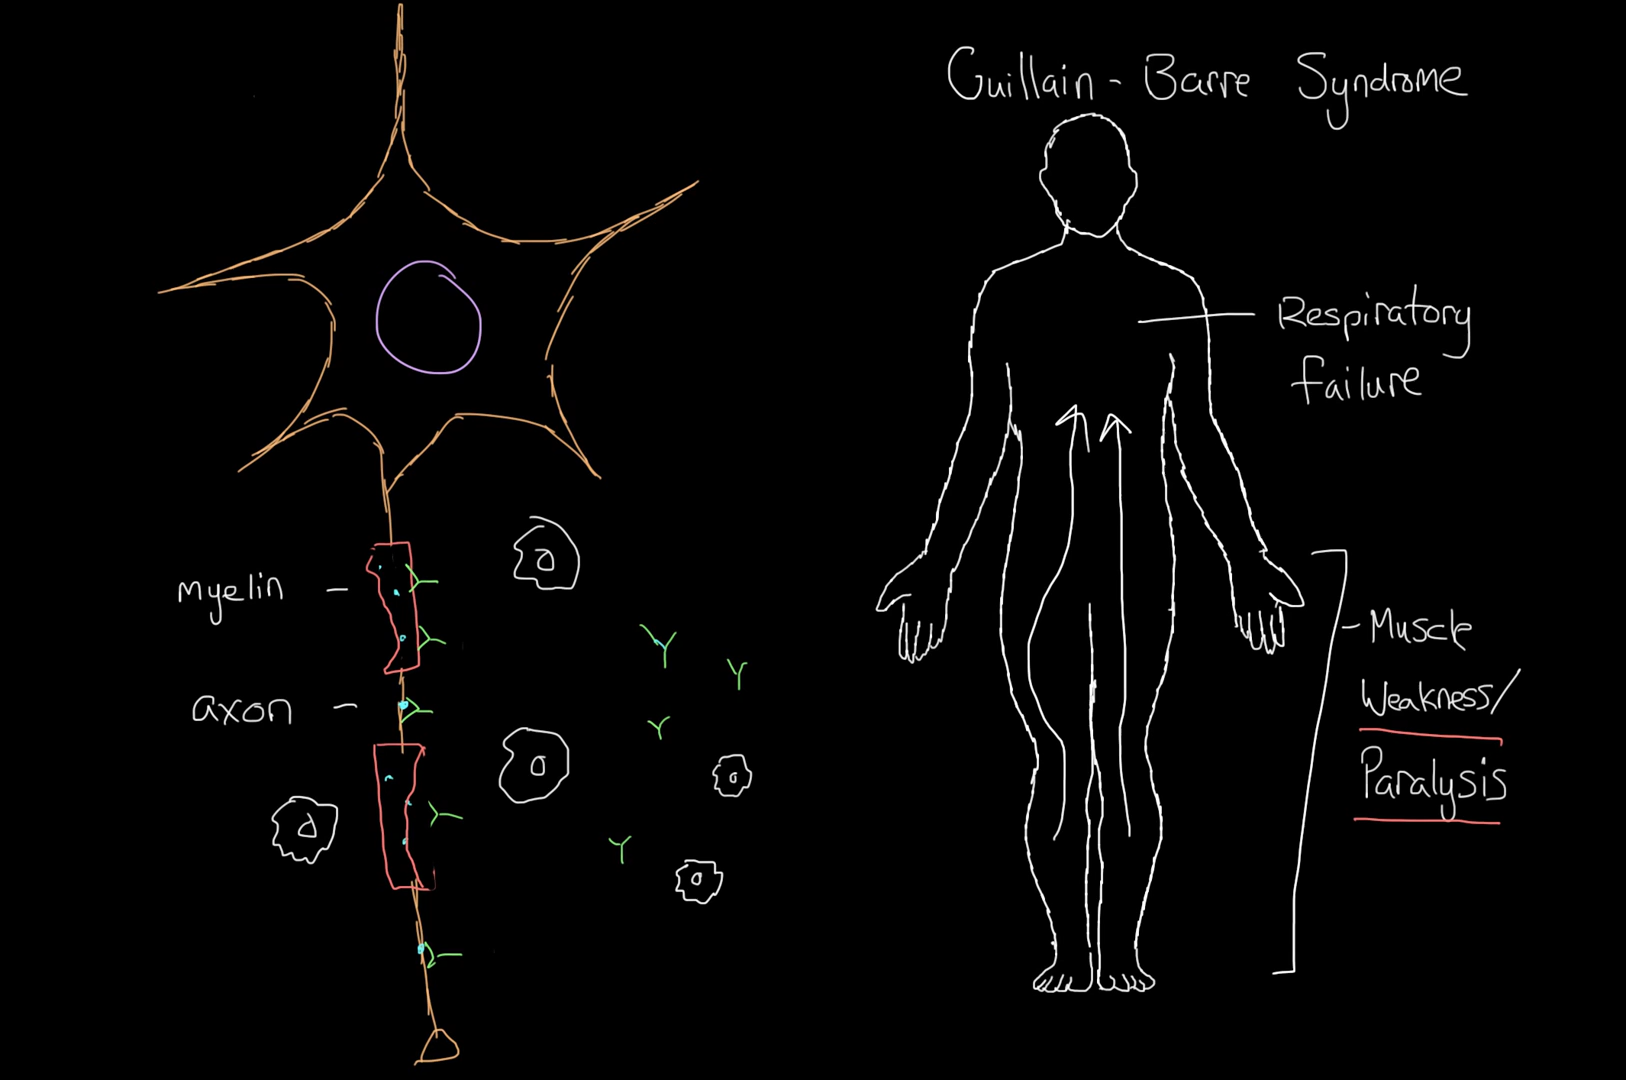 Guillain - Barre Syndrome
Respiratory
failure
myelin -
axon -
- Muscle
Weakness/
Paralysis